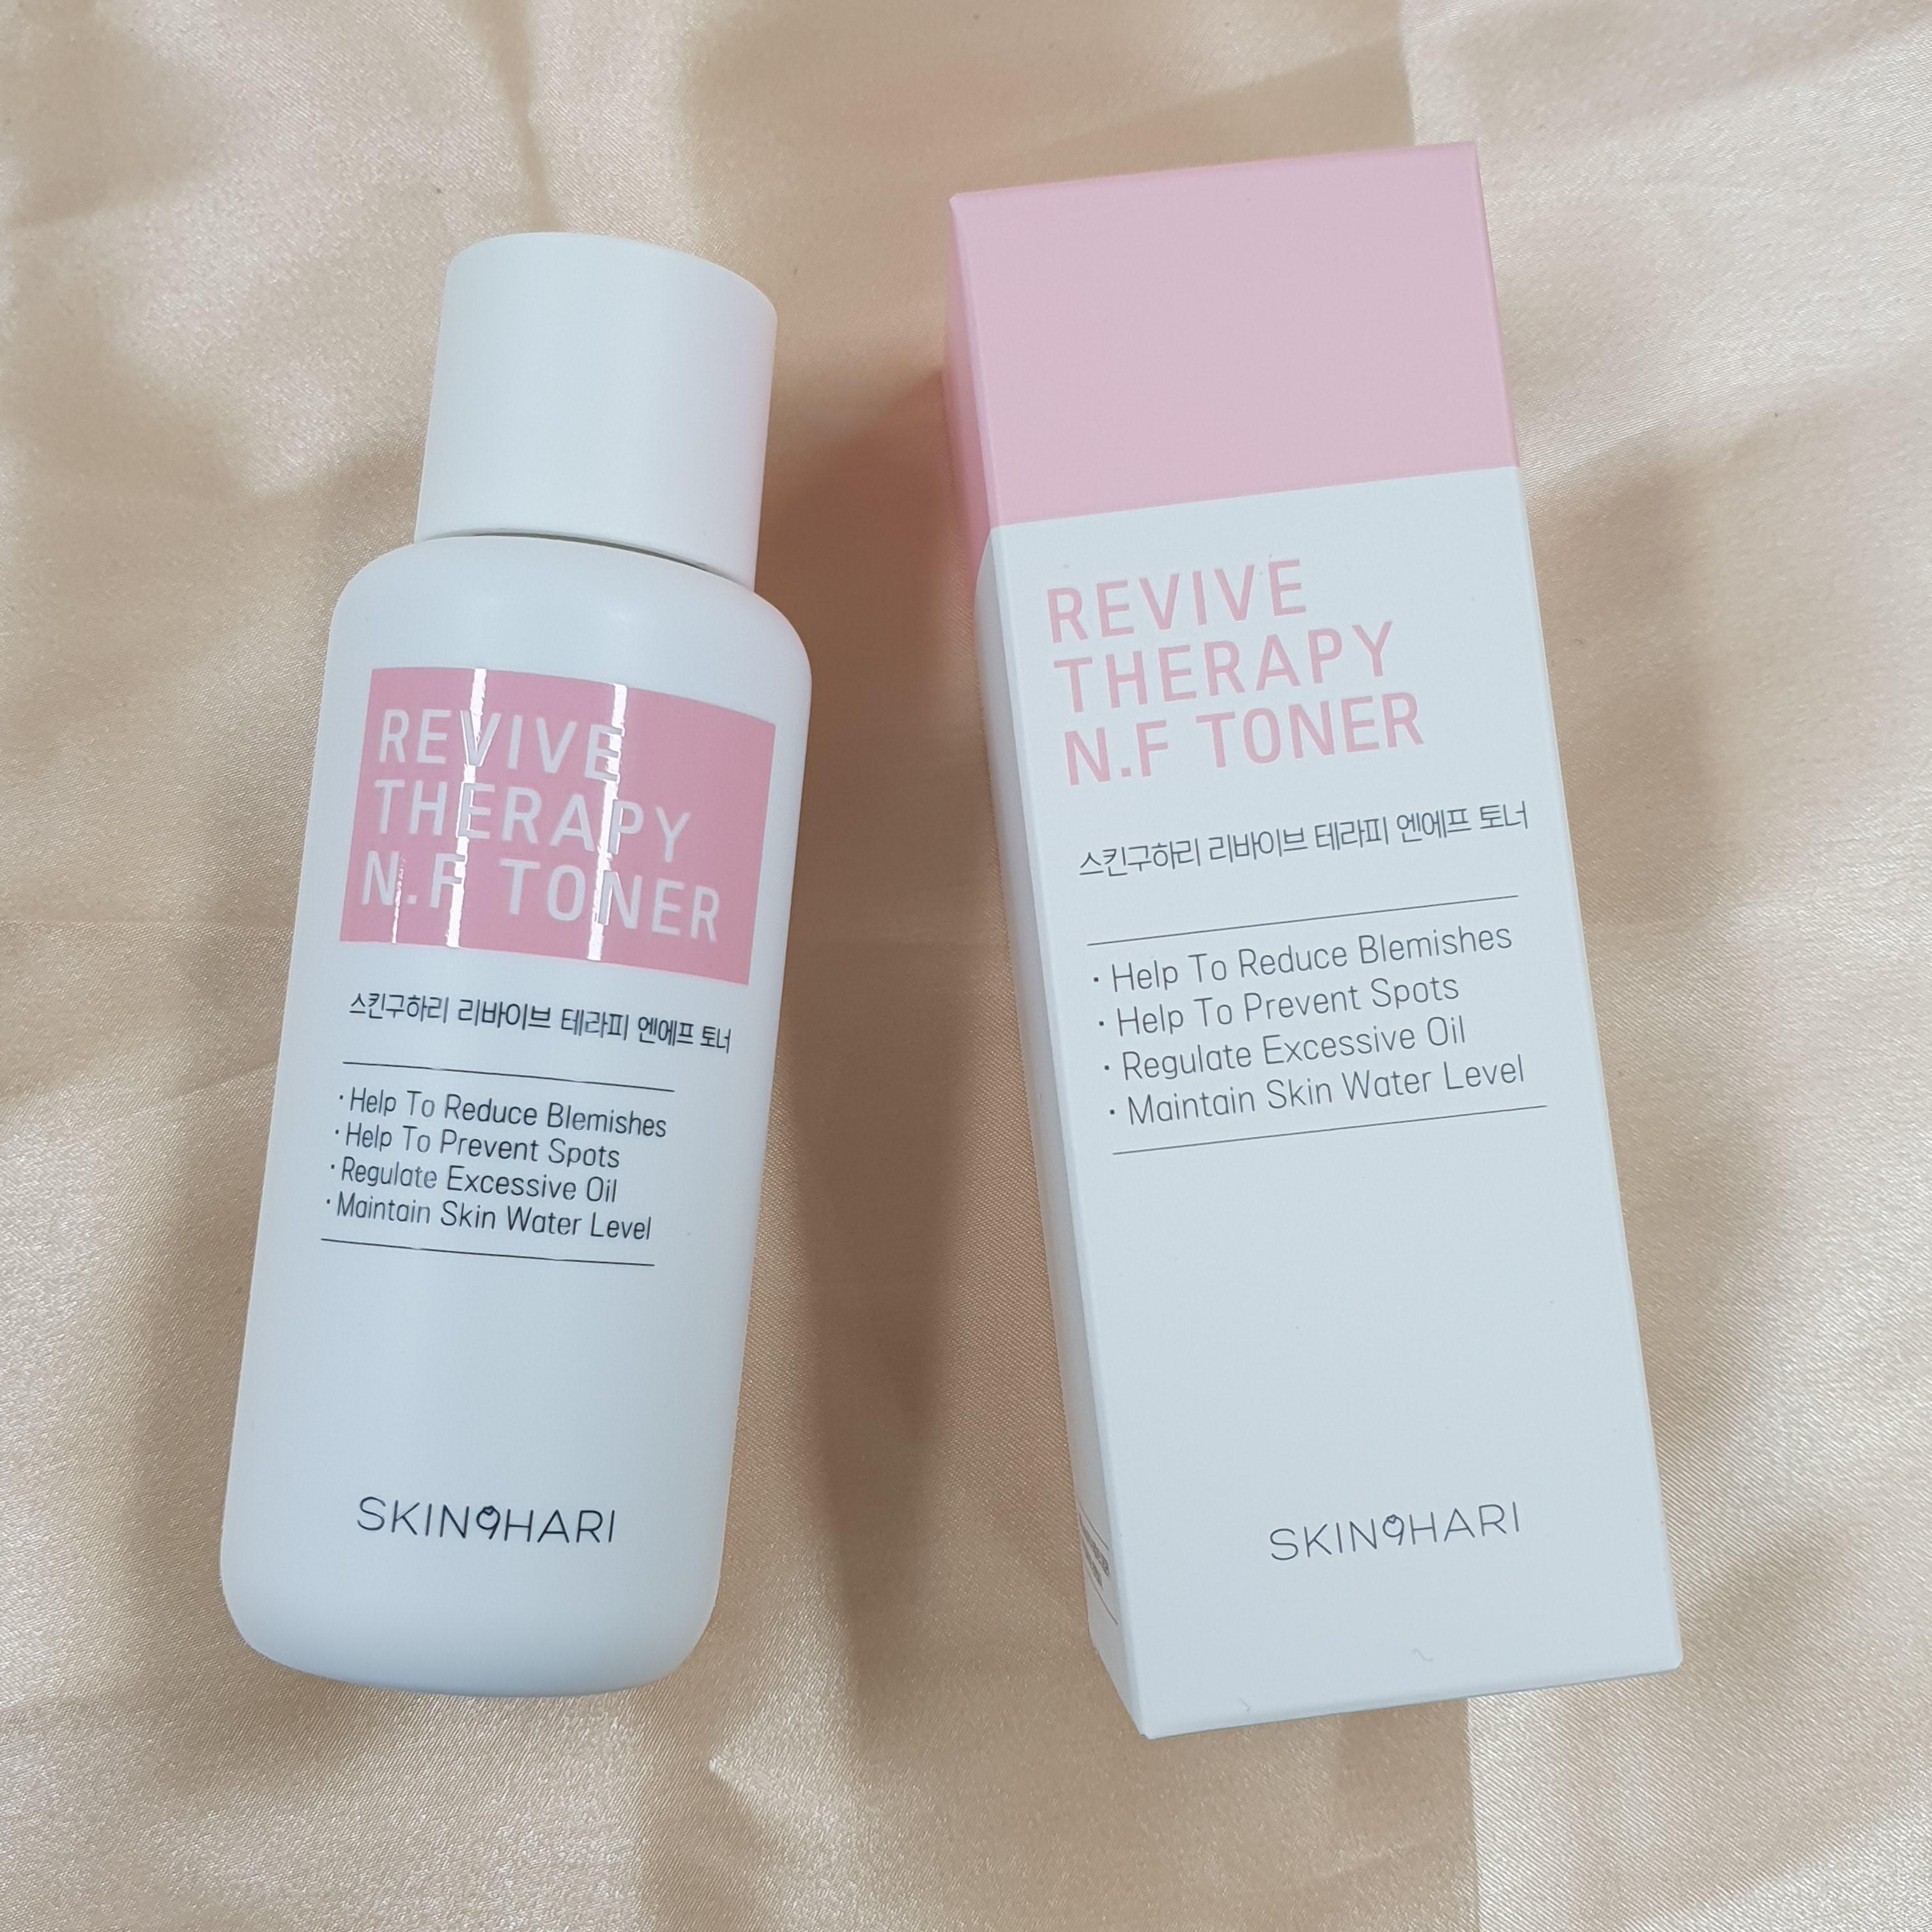 REVIVE
THERAPY
N.F TONER
스킨구하리 리바이브 테라피 엔에프 토너
· Help To Reduce Blemishes
· Help To Prevent Spots
· Regulate Excessive Oil
· Maintain Skin Water Level
SKIN9HARI
REVIVE
THERAPY
N.F TONER
스킨구하리 리바이브 테라피 엔에프 토너
· Help To Reduce Blemishes
· Help To Prevent Spots
· Regulate Excessive Oil
· Maintain Skin Water Level
SKIN9HARI